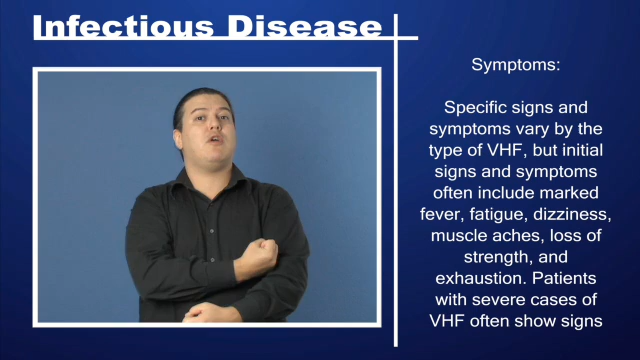 Infectious Disease
Symptoms:
Specific signs and
symptoms vary by the
type of VHF, but initial
signs and symptoms
often include marked
fever, fatigue, dizziness,
muscle aches, loss of
strength, and
exhaustion. Patients
with severe cases of
VHF often show signs